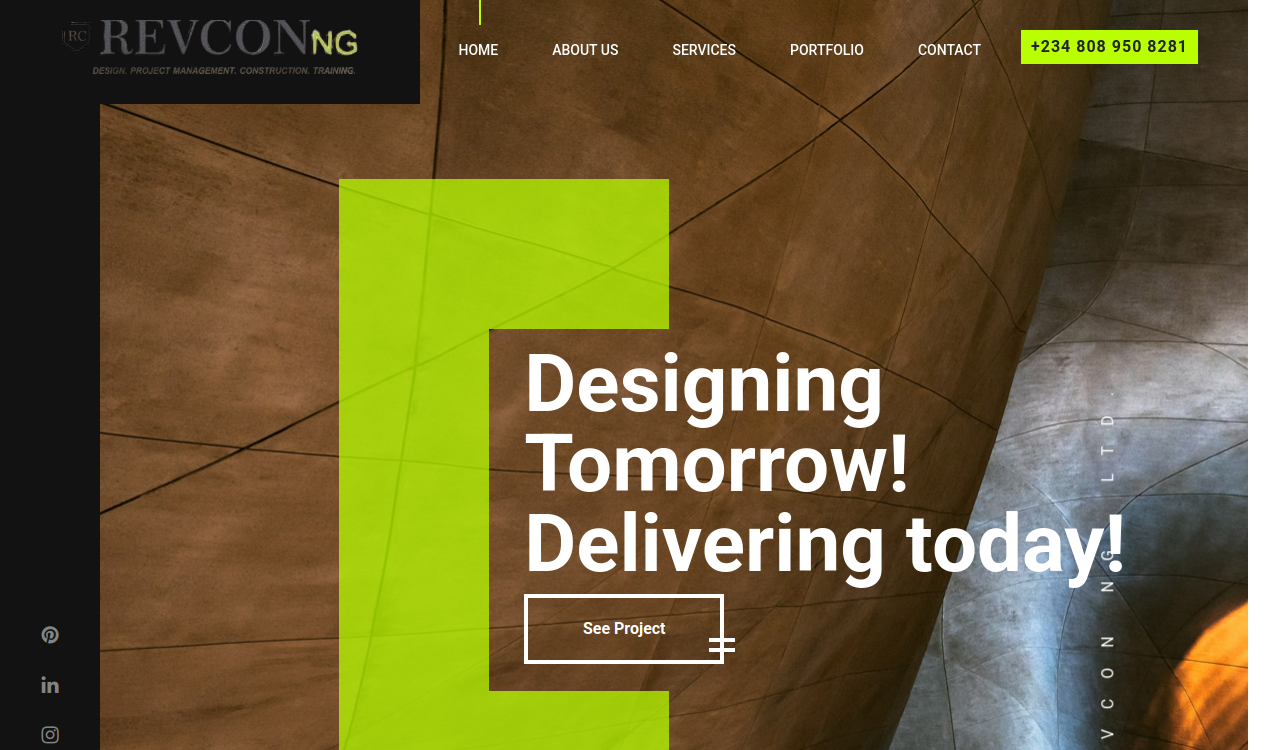 RC REVCONNG
DESIGN. PROJECT MANAGEMENT. CONSTRUCTION. TRAINING.
HOME
ABOUT US
SERVICES
PORTFOLIO
CONTACT
+234 808 950 8281
Designing
Tomorrow!
Delivering today!
See Project
VCON NG LTD.